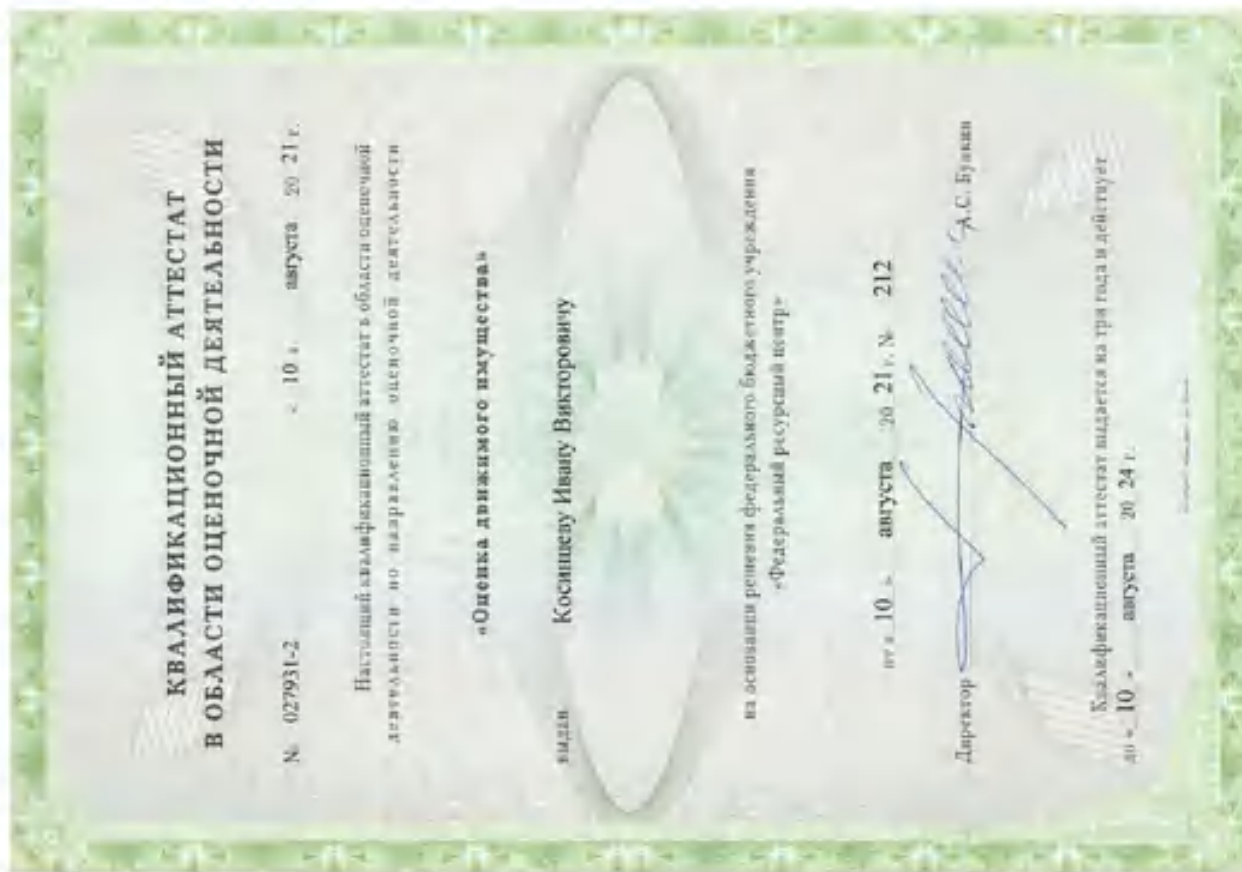 КВАЛИФИКАЦИОННЫЙ АТТЕСТАТ
В ОБЛАСТИ ОЦЕНОЧНОЙ ДЕЯТЕЛЬНОСТИ
№ 027931-2 « 10 » августа 20 21 г.
Настоящий квалификационный аттестат в области оценочной
деятельности по направлению оценочной деятельности
«Оценка движимого имущества»
выдан Косинцеву Ивану Викторовичу
на основании решения федерального бюджетного учреждения
«Федеральный ресурсный центр»
от « 10 » августа 20 21 г. № 212
Директор А.С. Бункин
Квалификационный аттестат выдается на три года и действует
до « 10 » августа 20 24 г.